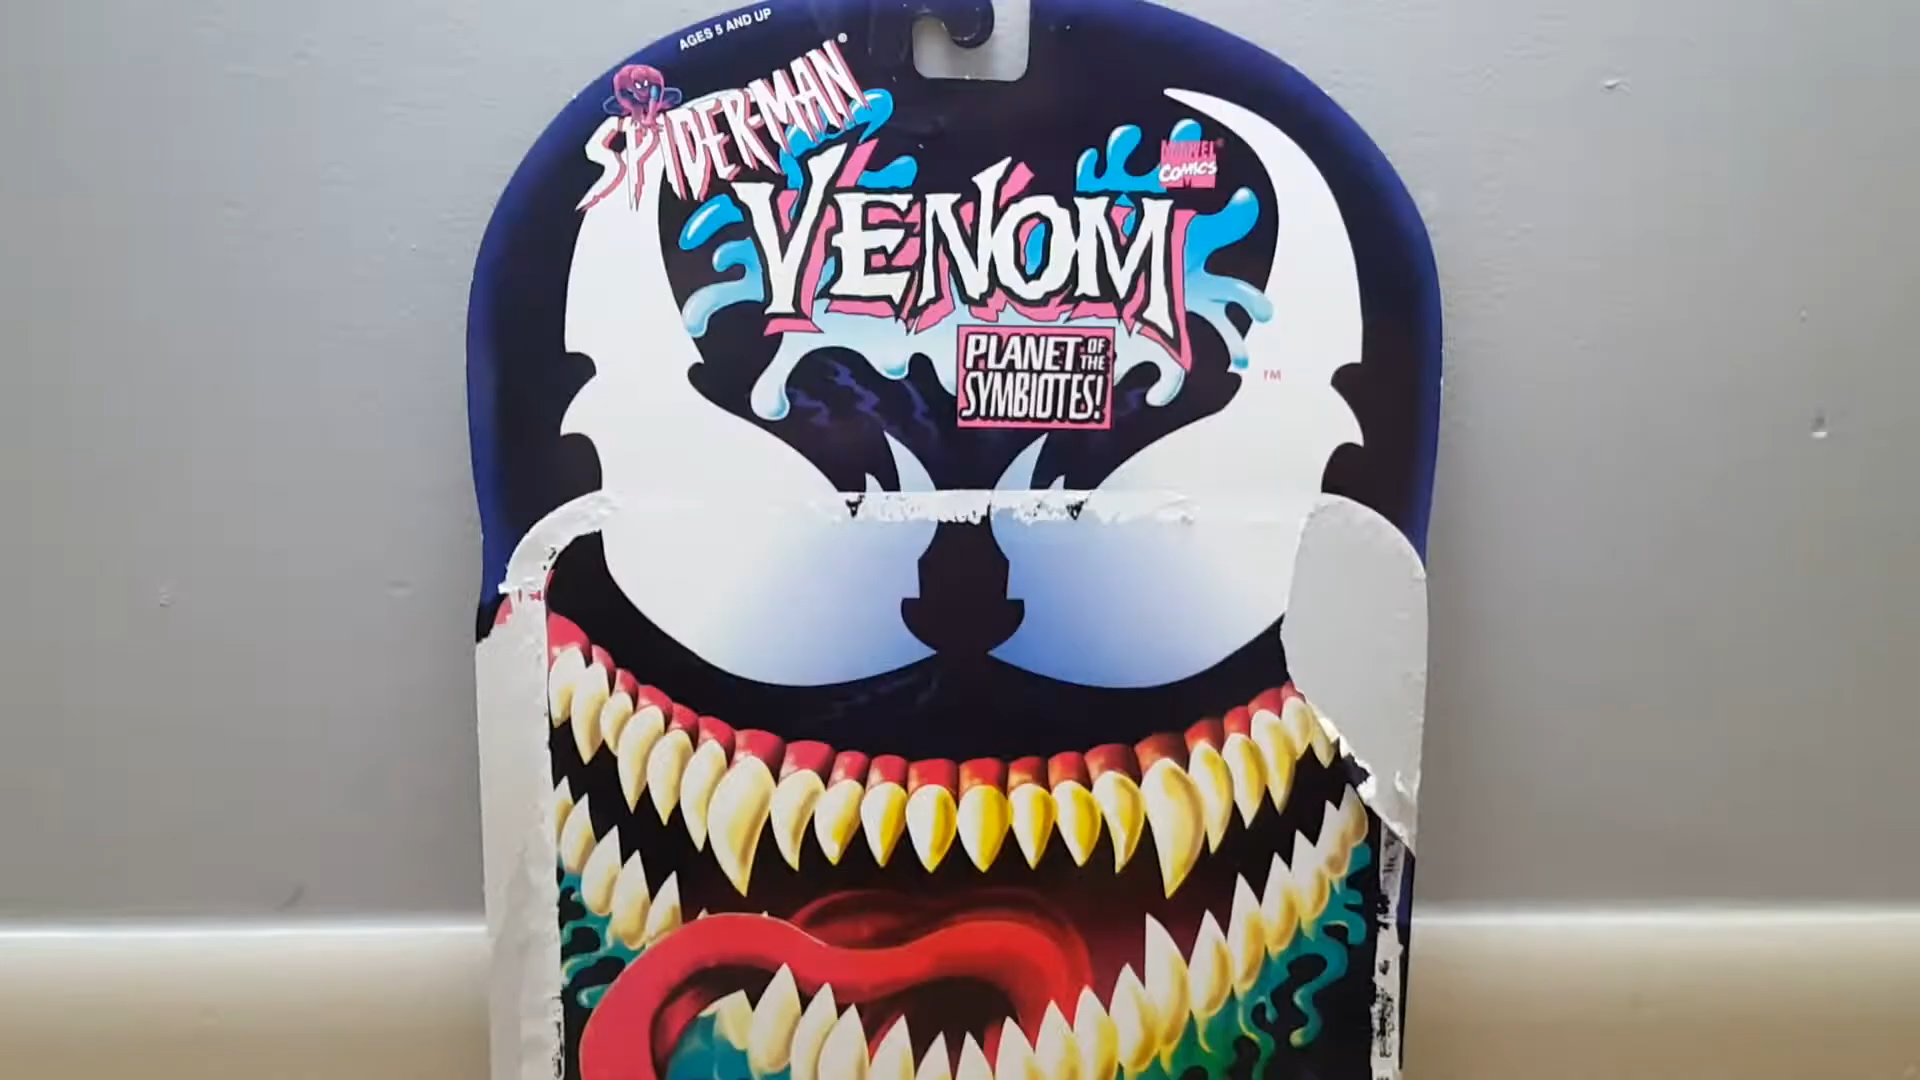 AGES 5 AND UP
SPIDER-MAN®
MARVEL®
COMICS
VENOM
PLANET OF THE
SYMBIOTES!
TM